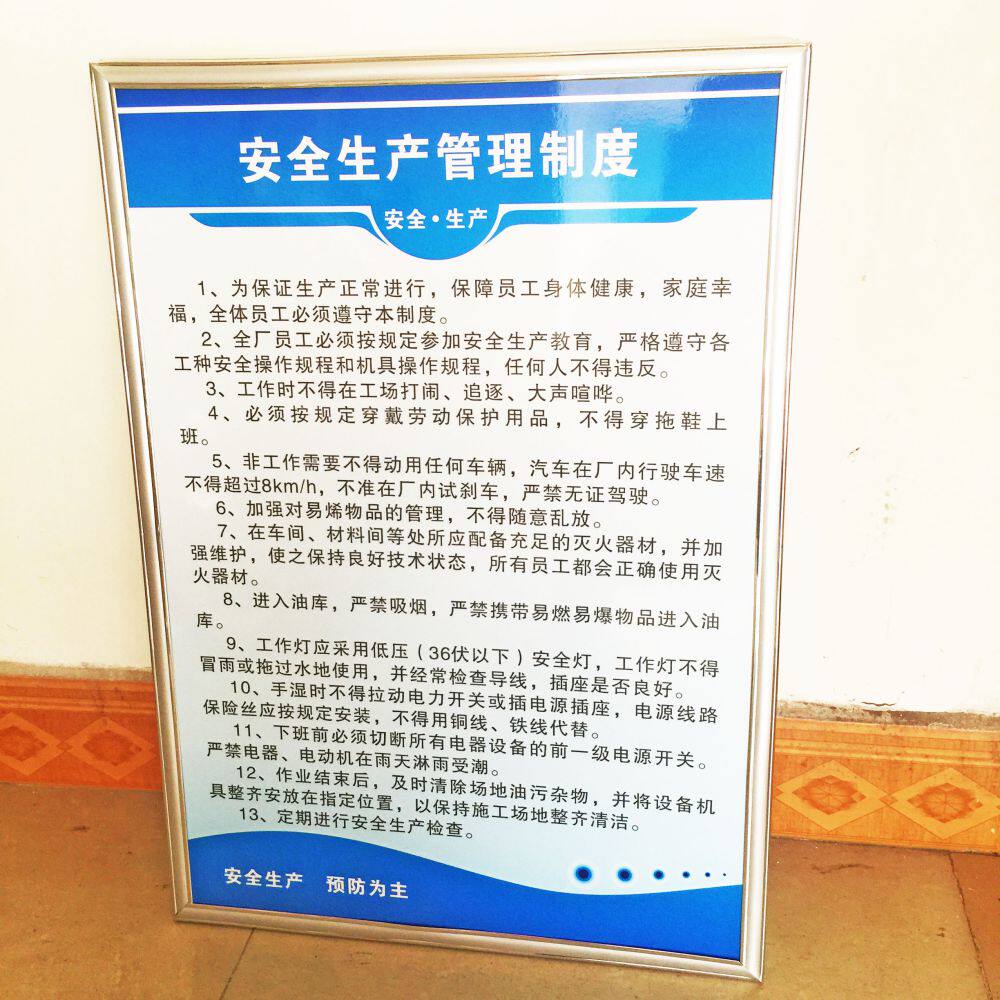 安全生产管理制度
安全·生产
1、为保证生产正常进行，保障员工身体健康，家庭幸
福，全体员工必须遵守本制度。
2、全厂员工必须按规定参加安全生产教育，严格遵守各
工种安全操作规程和机具操作规程，任何人不得违反。
3、工作时不得在工场打闹、追逐、大声喧哗。
4、必须按规定穿戴劳动保护用品，不得穿拖鞋上
班。
5、非工作需要不得动用任何车辆，汽车在厂内行驶车速
不得超过8km/h，不准在厂内试刹车，严禁无证驾驶。
6、加强对易烯物品的管理，不得随意乱放。
7、在车间、材料间等处所应配备充足的灭火器材，并加
强维护，使之保持良好技术状态，所有员工都会正确使用灭
火器材。
8、进入油库，严禁吸烟，严禁携带易燃易爆物品进入油
库。
9、工作灯应采用低压（36伏以下）安全灯，工作灯不得
冒雨或拖过水地使用，并经常检查导线，插座是否良好。
10、手湿时不得拉动电力开关或插电源插座，电源线路
保险丝应按规定安装，不得用铜线、铁线代替。
11、下班前必须切断所有电器设备的前一级电源开关。
严禁电器、电动机在雨天淋雨受潮。
12、作业结束后，及时清除场地油污杂物，并将设备机
具整齐安放在指定位置，以保持施工场地整齐清洁。
13、定期进行安全生产检查。
安全生产 预防为主